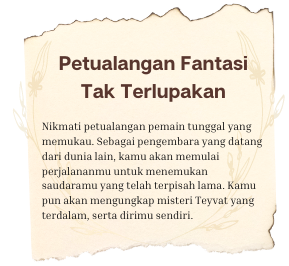 Petualangan Fantasi
Tak Terlupakan
Nikmati petualangan pemain tunggal yang
memukau. Sebagai pengembara yang datang
dari dunia lain, kamu akan memulai
perjalananmu untuk menemukan
saudaramu yang telah terpisah lama. Kamu
pun akan mengungkap misteri Teyvat yang
terdalam, serta dirimu sendiri.